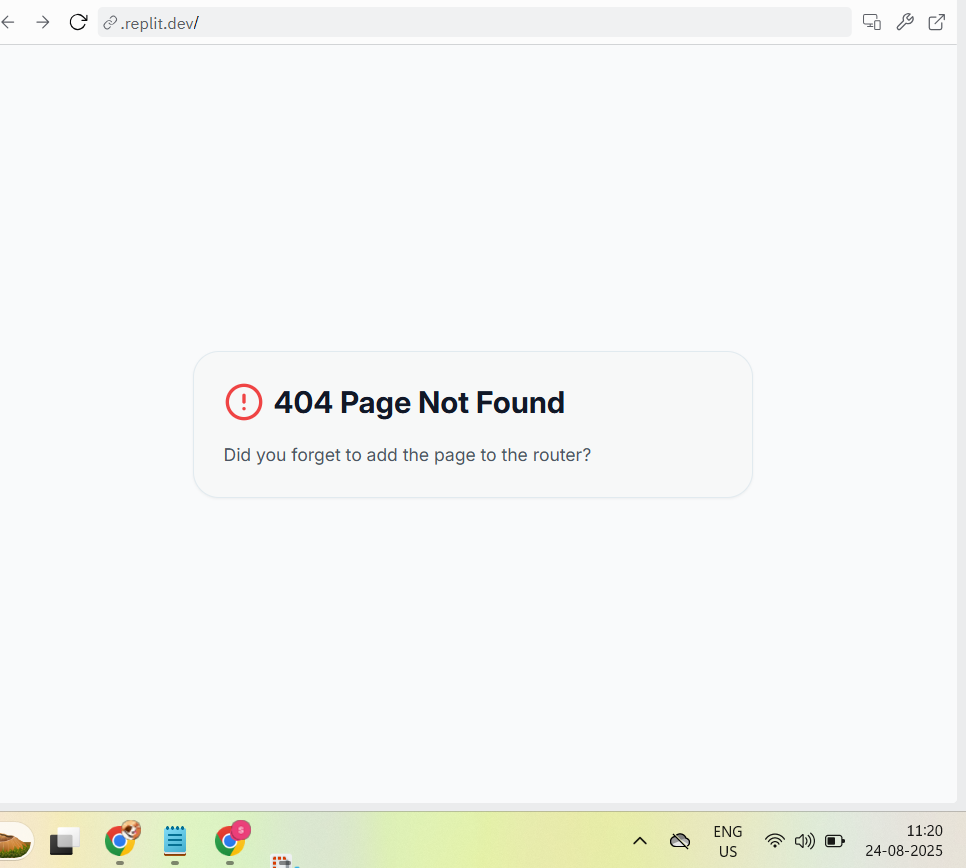 .replit.dev/
404 Page Not Found
Did you forget to add the page to the router?
ENG
US
11:20
24-08-2025